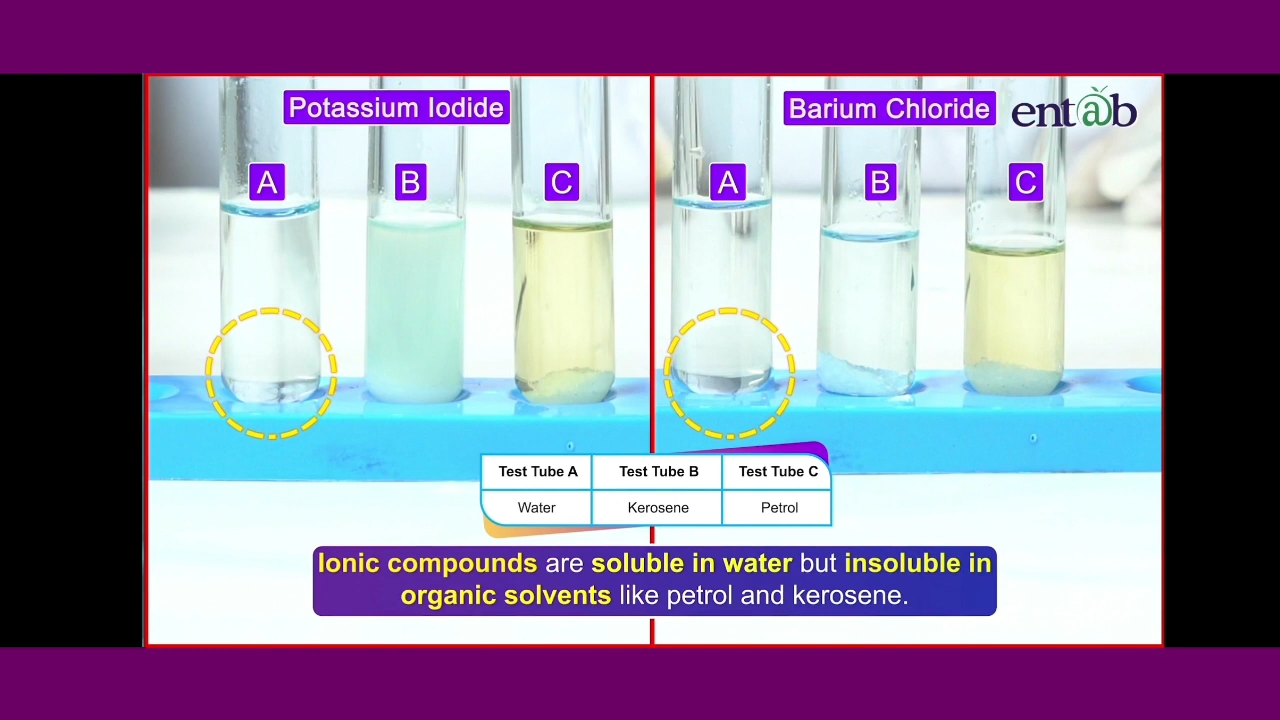 Potassium Iodide
Barium Chloride
entab
A
B
C
A
B
C
Test Tube A
Test Tube B
Test Tube C
Water
Kerosene
Petrol
Ionic compounds are soluble in water but insoluble in
organic solvents like petrol and kerosene.